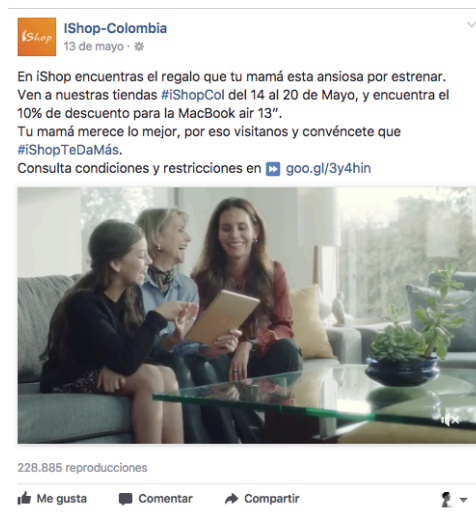 iShop
IShop-Colombia
13 de mayo ·
En iShop encuentras el regalo que tu mamá esta ansiosa por estrenar.
Ven a nuestras tiendas #iShopCol del 14 al 20 de Mayo, y encuentra el
10% de descuento para la MacBook air 13”.
Tu mamá merece lo mejor, por eso visitanos y convéncete que
#iShopTeDaMás.
Consulta condiciones y restricciones en ⏩ goo.gl/3y4hin
228.885 reproducciones
Me gusta Comentar Compartir